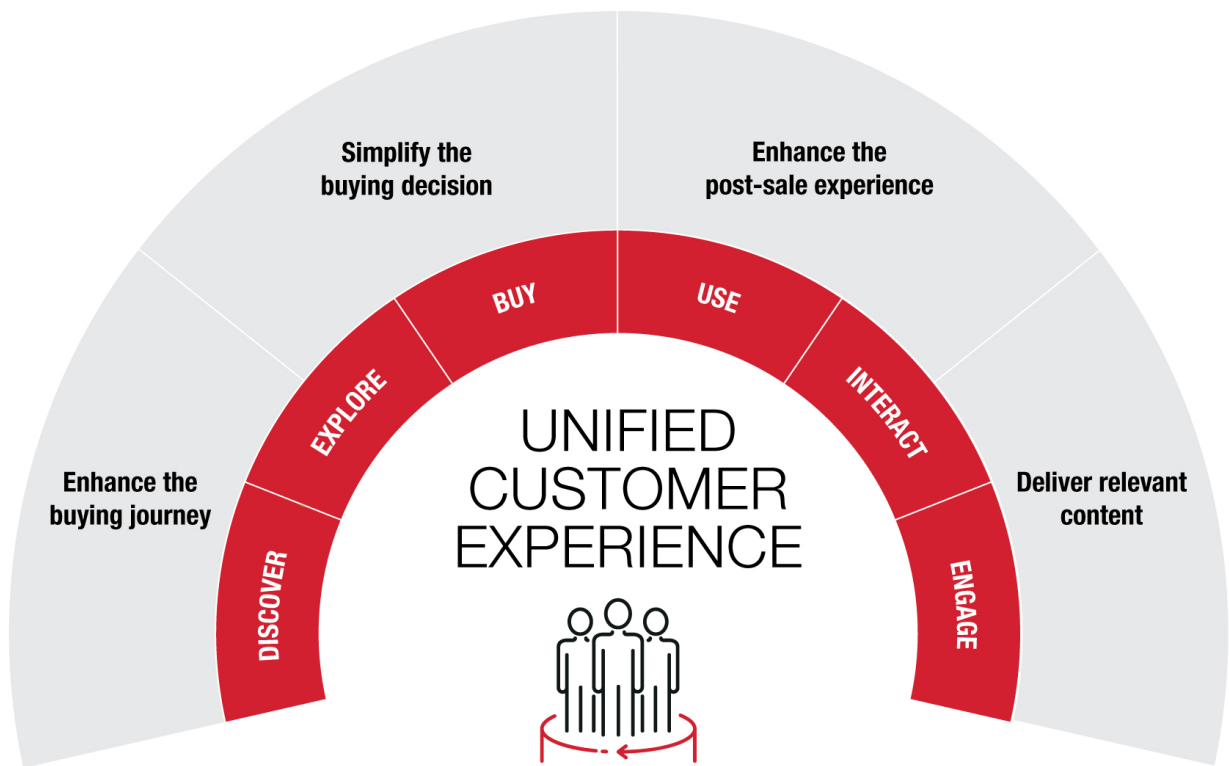 Simplify the
buying decision
Enhance the
post-sale experience
Enhance the
buying journey
Deliver relevant
content
DISCOVER
EXPLORE
BUY
USE
INTERACT
ENGAGE
UNIFIED
CUSTOMER
EXPERIENCE